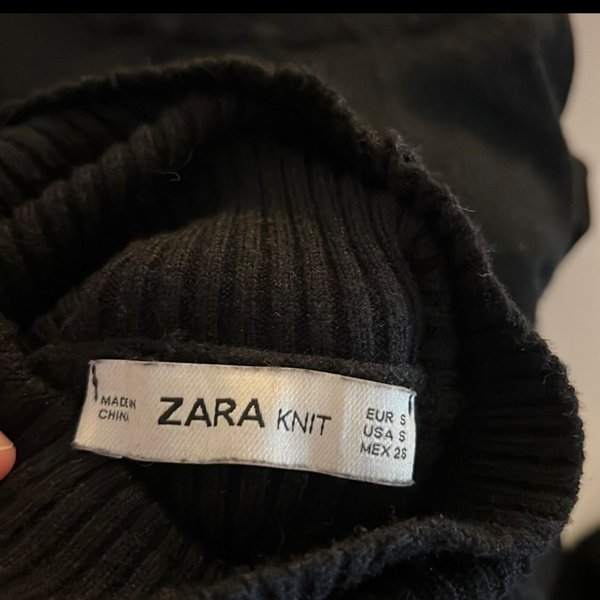 MADE IN
CHINA
ZARA KNIT
EUR S
USA S
MEX 26